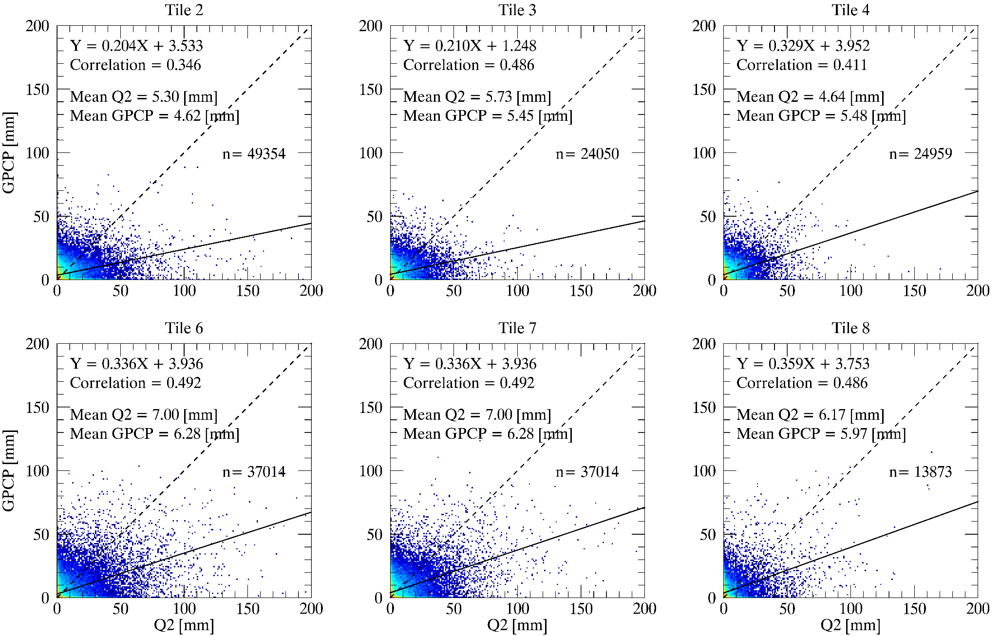 Tile 2
200
150
100
50
0
0 50 100 150 200
GPCP [mm]
Y = 0.204X + 3.533
Correlation = 0.346
Mean Q2 = 5.30 [mm]
Mean GPCP = 4.62 [mm]
n= 49354
Tile 3
200
150
100
50
0
0 50 100 150 200
Y = 0.210X + 1.248
Correlation = 0.486
Mean Q2 = 5.73 [mm]
Mean GPCP = 5.45 [mm]
n= 24050
Tile 4
200
150
100
50
0
0 50 100 150 200
Y = 0.329X + 3.952
Correlation = 0.411
Mean Q2 = 4.64 [mm]
Mean GPCP = 5.48 [mm]
n= 24959
Tile 6
200
150
100
50
0
0 50 100 150 200
GPCP [mm]
Q2 [mm]
Y = 0.336X + 3.936
Correlation = 0.492
Mean Q2 = 7.00 [mm]
Mean GPCP = 6.28 [mm]
n= 37014
Tile 7
200
150
100
50
0
0 50 100 150 200
Q2 [mm]
Y = 0.336X + 3.936
Correlation = 0.492
Mean Q2 = 7.00 [mm]
Mean GPCP = 6.28 [mm]
n= 37014
Tile 8
200
150
100
50
0
0 50 100 150 200
Q2 [mm]
Y = 0.359X + 3.753
Correlation = 0.486
Mean Q2 = 6.17 [mm]
Mean GPCP = 5.97 [mm]
n= 13873